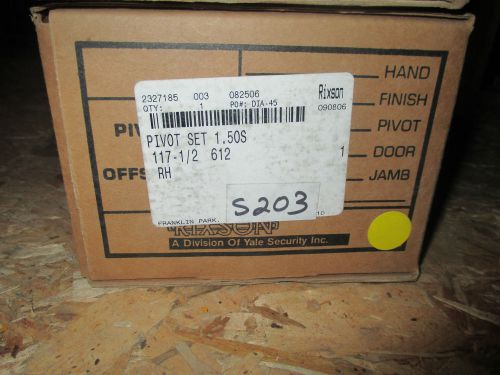 2327185 003 082506 Rixson
QTY: 1 PO#: DIA-45 090806
PIVOT SET 1.50S
117-1/2 612 1
RH
S203
FRANKLIN PARK, 10
HAND
FINISH
PIVOT
DOOR
JAMB
PIV
OFFS
RIXSON
A Division Of Yale Security Inc.